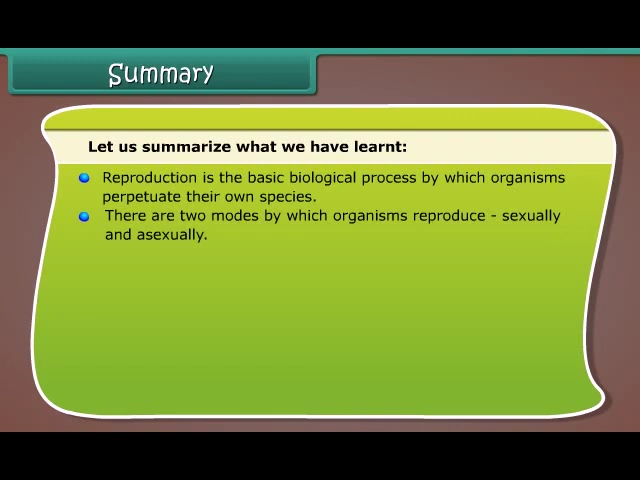 Summary
Let us summarize what we have learnt:
Reproduction is the basic biological process by which organisms
perpetuate their own species.
There are two modes by which organisms reproduce - sexually
and asexually.